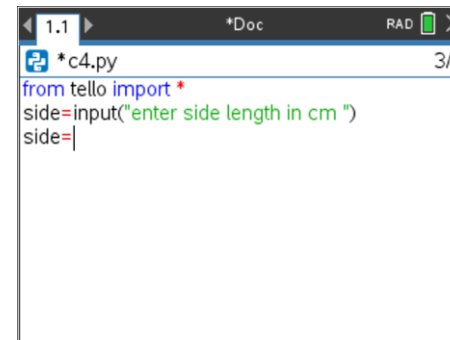 1.1 *Doc RAD
*c4.py 3/
from tello import *
side=input("enter side length in cm ")
side=